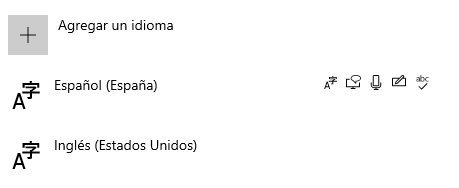 Agregar un idioma
Español (España)
Inglés (Estados Unidos)